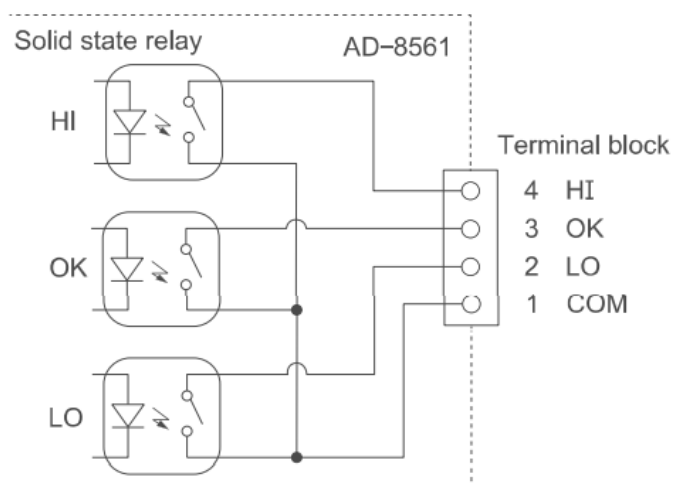 Solid state relay
AD-8561
HI
Terminal block
4 HI
3 OK
OK
2 LO
1 COM
LO